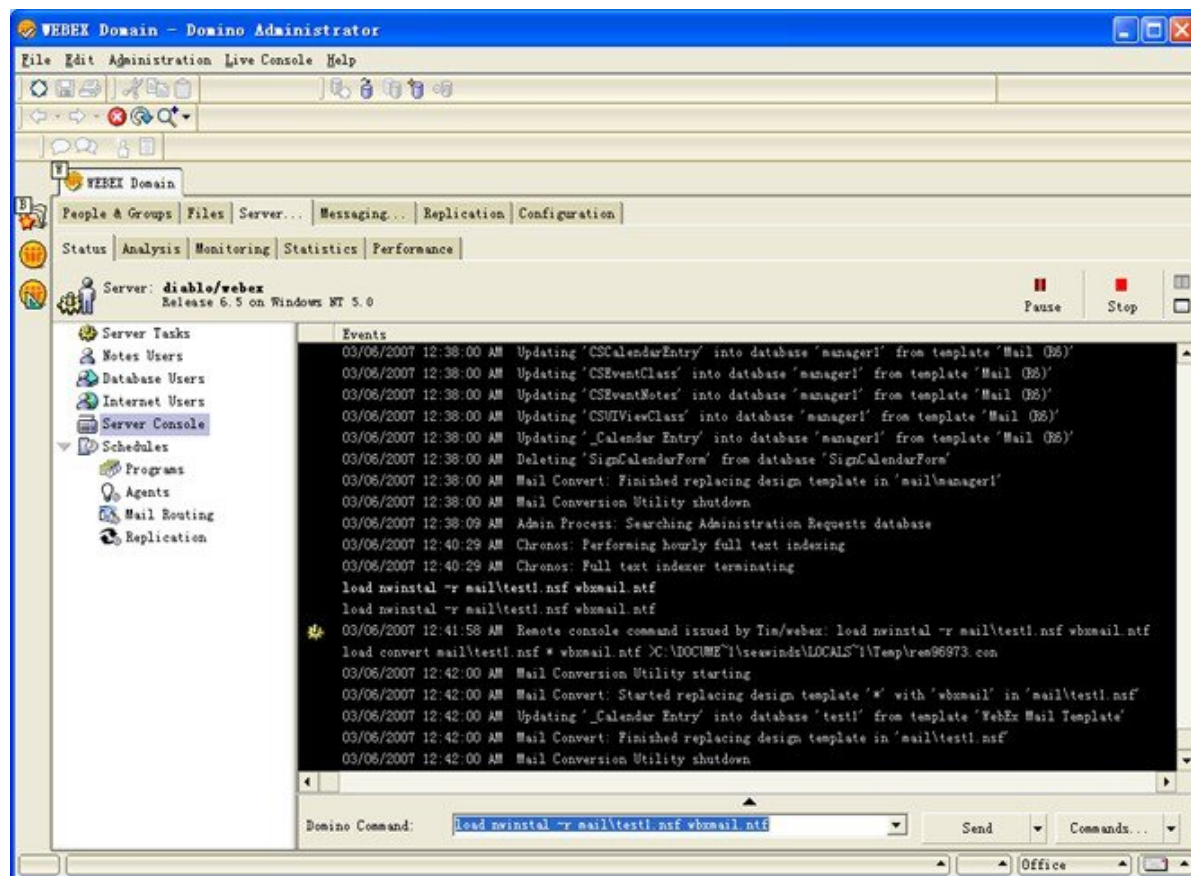 WEBEX Domain - Domino Administrator
File Edit Administration Live Console Help
WEBEX Domain
People & Groups Files Server... Messaging... Replication Configuration
Status Analysis Monitoring Statistics Performance
Server: diablo/webex
Release 6.5 on Windows NT 5.0
Pause Stop
Server Tasks
Notes Users
Database Users
Internet Users
Server Console
Schedules
Programs
Agents
Mail Routing
Replication
Events
03/06/2007 12:38:00 AM Updating 'CSCalendarEntry' into database 'manager1' from template 'Mail (R6)'
03/06/2007 12:38:00 AM Updating 'CSEventClass' into database 'manager1' from template 'Mail (R6)'
03/06/2007 12:38:00 AM Updating 'CSEventNotes' into database 'manager1' from template 'Mail (R6)'
03/06/2007 12:38:00 AM Updating 'CSUIViewClass' into database 'manager1' from template 'Mail (R6)'
03/06/2007 12:38:00 AM Updating '_Calendar Entry' into database 'manager1' from template 'Mail (R6)'
03/06/2007 12:38:00 AM Deleting 'SignCalendarForm' from database 'SignCalendarForm'
03/06/2007 12:38:00 AM Mail Convert: Finished replacing design template in 'mail\manager1'
03/06/2007 12:38:00 AM Mail Conversion Utility shutdown
03/06/2007 12:38:09 AM Admin Process: Searching Administration Requests database
03/06/2007 12:40:29 AM Chronos: Performing hourly full text indexing
03/06/2007 12:40:29 AM Chronos: Full text indexer terminating
load nwinstal -r mail\test1.nsf wbxmail.ntf
load nwinstal -r mail\test1.nsf wbxmail.ntf
03/06/2007 12:41:58 AM Remote console command issued by Tim/webex: load nwinstal -r mail\test1.nsf wbxmail.ntf
load convert mail\test1.nsf * wbxmail.ntf >C:\DOCUME~1\seawinds\LOCALS~1\Temp\rem96973.con
03/06/2007 12:42:00 AM Mail Conversion Utility starting
03/06/2007 12:42:00 AM Mail Convert: Started replacing design template '*' with 'wbxmail' in 'mail\test1.nsf'
03/06/2007 12:42:00 AM Updating '_Calendar Entry' into database 'test1' from template 'WebEx Mail Template'
03/06/2007 12:42:00 AM Mail Convert: Finished replacing design template in 'mail\test1.nsf'
03/06/2007 12:42:00 AM Mail Conversion Utility shutdown
Domino Command: load nwinstal -r mail\test1.nsf wbxmail.ntf Send Commands...
Office